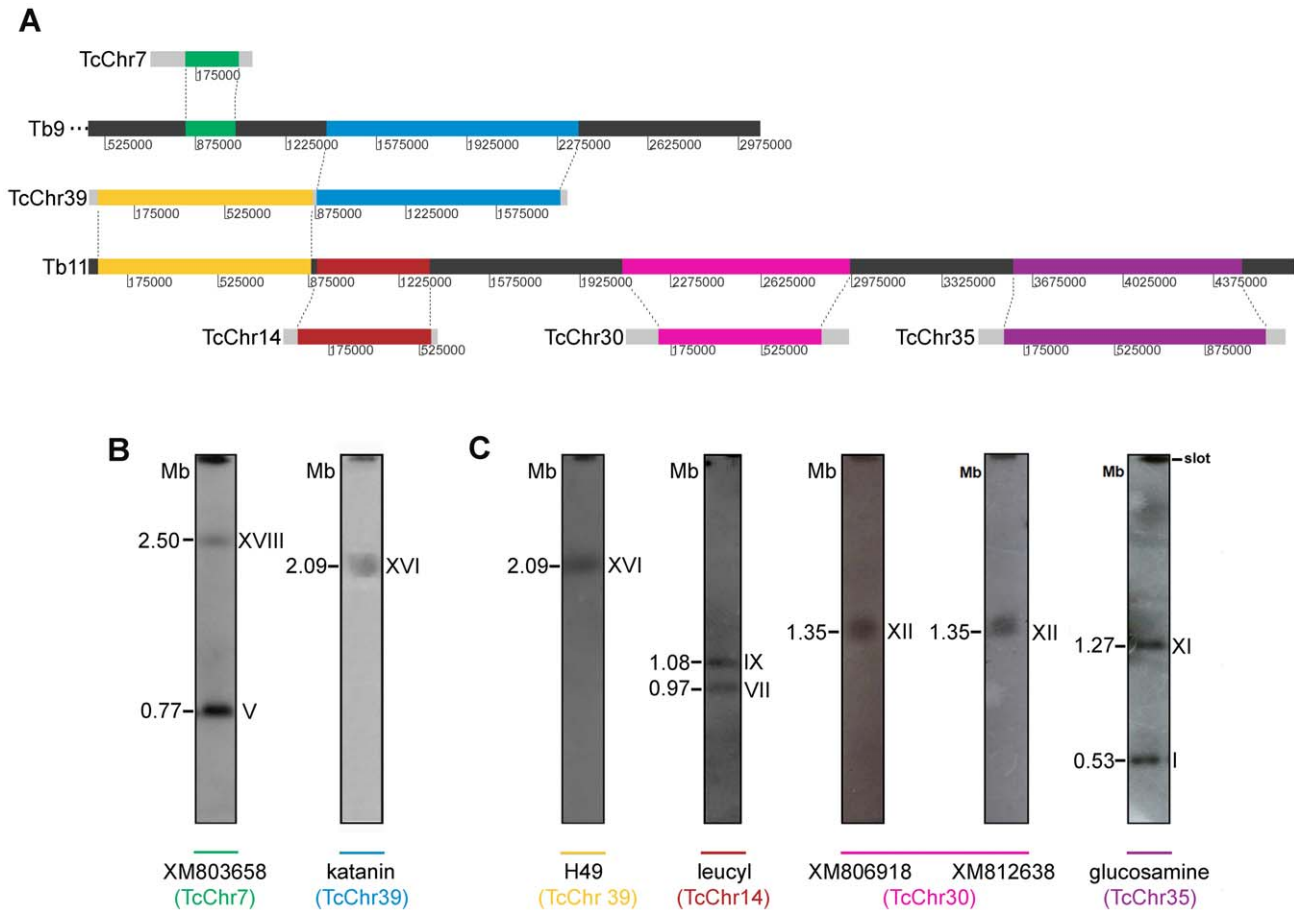 A
TcChr7
175000
Tb9 ···
525000 875000 1225000 1575000 1925000 2275000 2625000 2975000
TcChr39
175000 525000 875000 1225000 1575000
Tb11
175000 525000 875000 1225000 1575000 1925000 2275000 2625000 2975000 3325000 3675000 4025000 4375000
TcChr14 TcChr30 TcChr35
175000 525000 175000 525000 175000 525000 875000
B C
Mb Mb Mb Mb Mb Mb Mb slot
2.50 XVIII
2.09 XVI 2.09 XVI
1.35 XII 1.35 XII
1.27 XI
1.08 IX
0.97 VII
0.77 V
0.53 I
XM803658 katanin H49 leucyl XM806918 XM812638 glucosamine
(TcChr7) (TcChr39) (TcChr 39) (TcChr14) (TcChr30) (TcChr35)